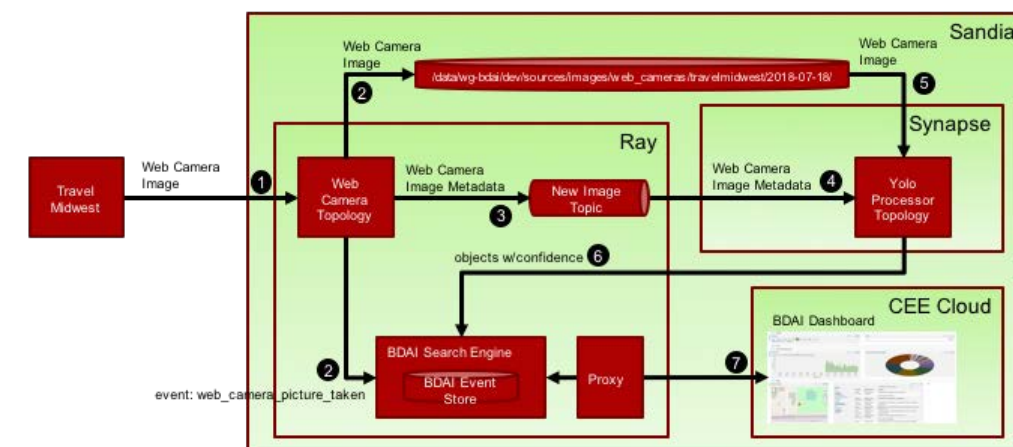 Sandia
Web Camera
Image
2
/data/wg-bdai/dev/sources/images/web_cameras/travelmidwest/2018-07-18/
Web Camera
Image
5
Ray
Synapse
Travel
Midwest
Web Camera
Image
1
Web
Camera
Topology
Web Camera
Image Metadata
3
New Image
Topic
Web Camera
Image Metadata
4
Yolo
Processor
Topology
objects w/confidence
6
2
event: web_camera_picture_taken
BDAI Search Engine
BDAI Event
Store
Proxy
7
CEE Cloud
BDAI Dashboard